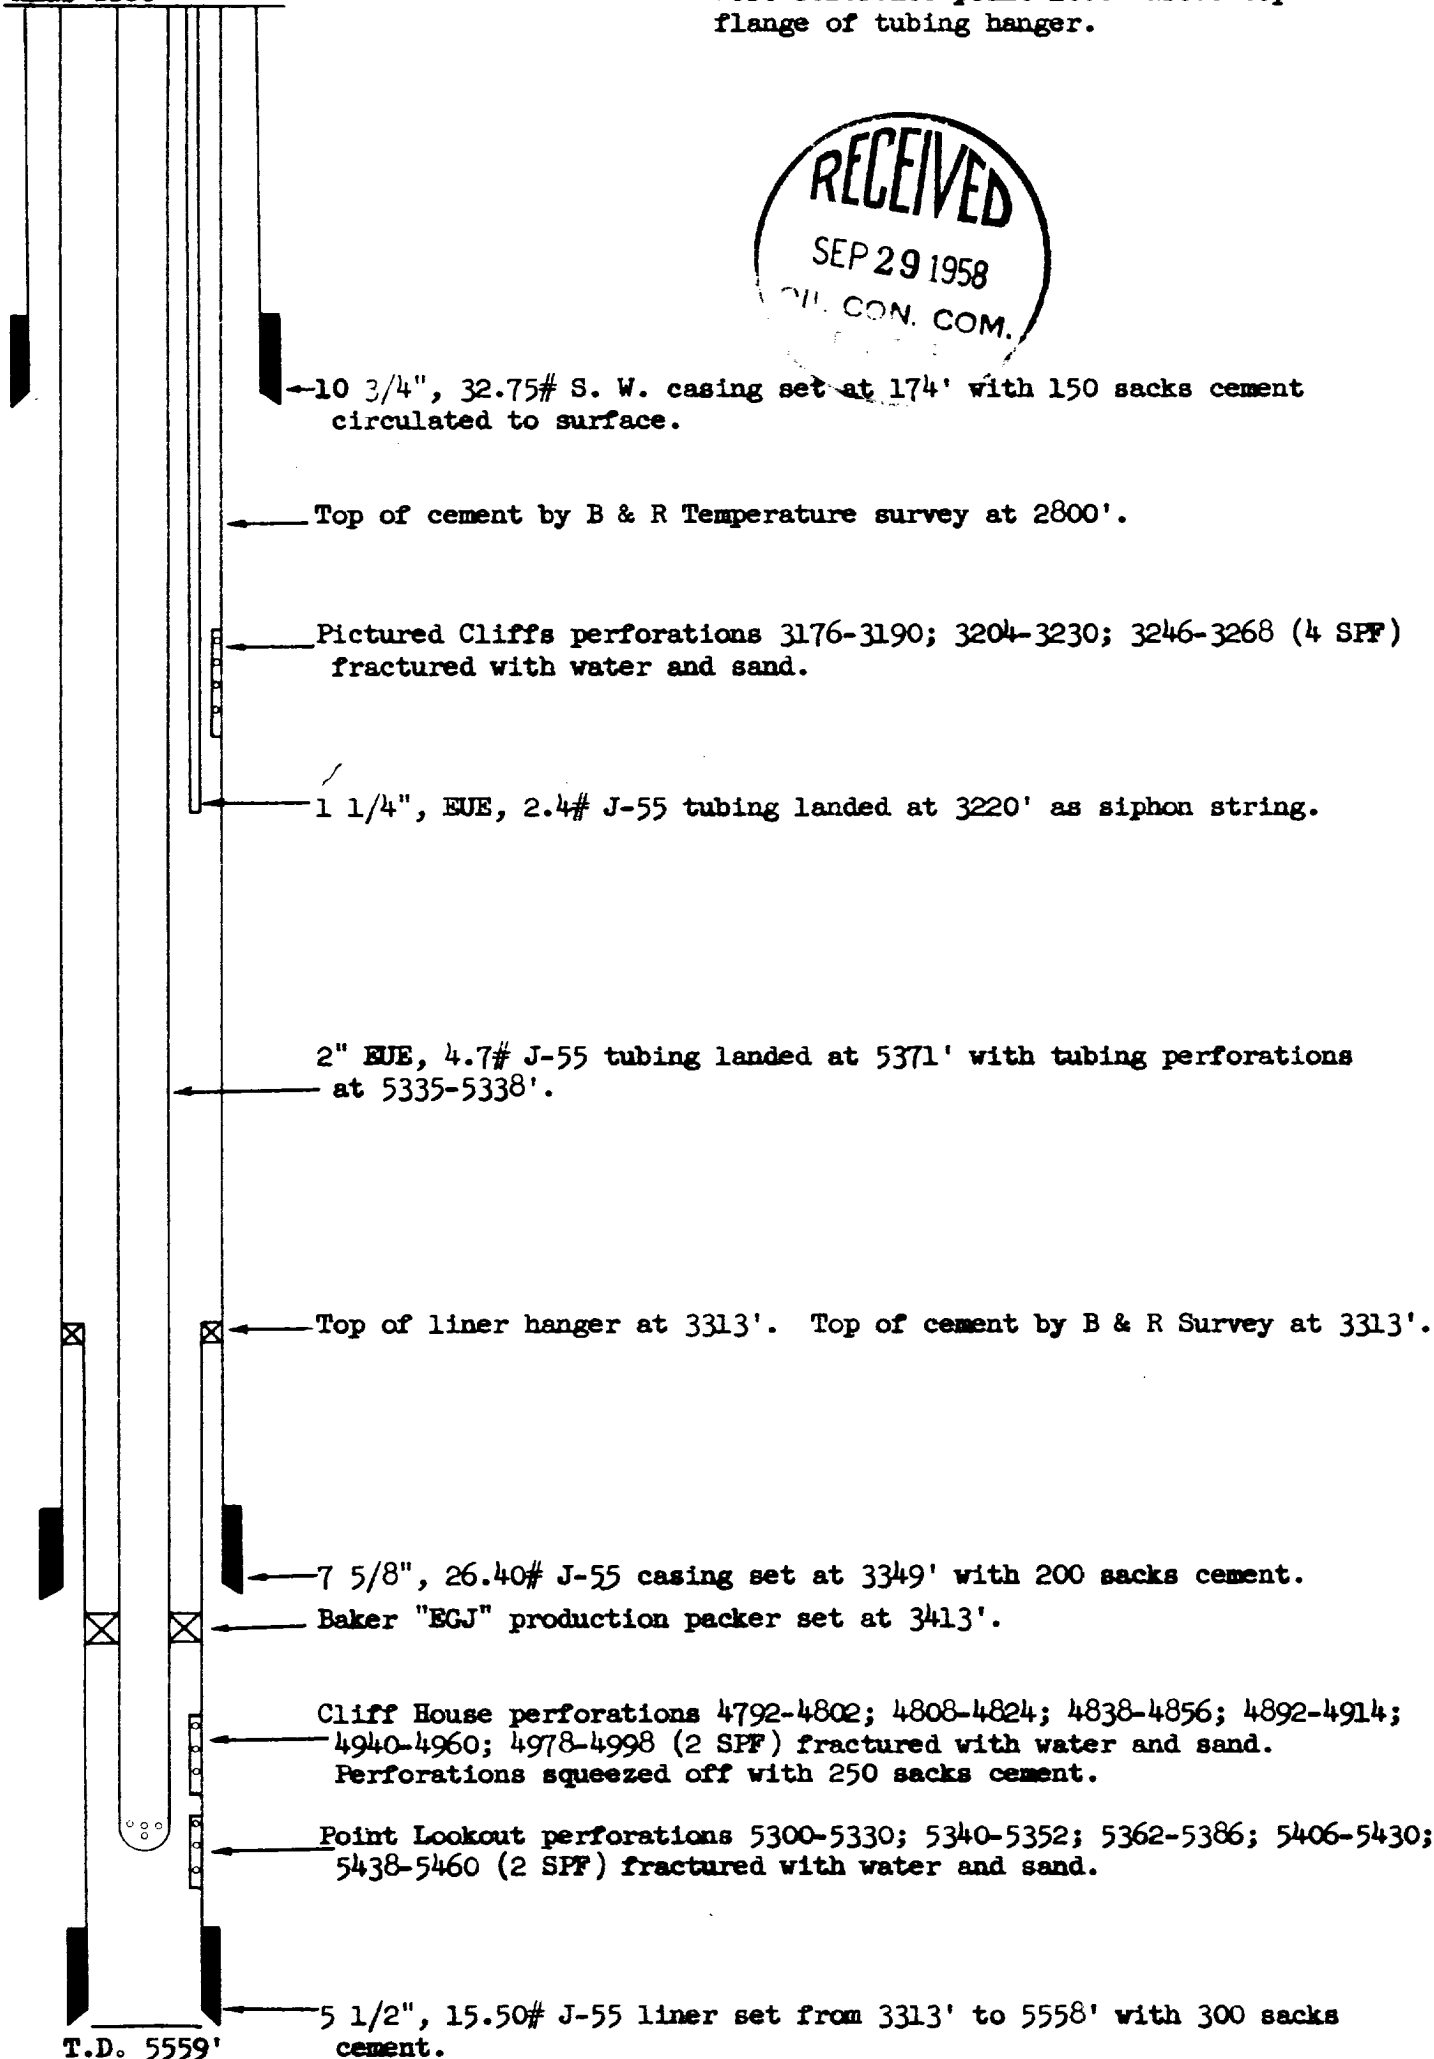 flange of tubing hanger.
RECEIVED
SEP 29 1958
OIL CON. COM.
10 3/4", 32.75# S. W. casing set at 174' with 150 sacks cement
circulated to surface.
Top of cement by B & R Temperature survey at 2800'.
Pictured Cliffs perforations 3176-3190; 3204-3230; 3246-3268 (4 SPF)
fractured with water and sand.
1 1/4", EUE, 2.4# J-55 tubing landed at 3220' as siphon string.
2" EUE, 4.7# J-55 tubing landed at 5371' with tubing perforations
at 5335-5338'.
Top of liner hanger at 3313'. Top of cement by B & R Survey at 3313'.
7 5/8", 26.40# J-55 casing set at 3349' with 200 sacks cement.
Baker "EGJ" production packer set at 3413'.
Cliff House perforations 4792-4802; 4808-4824; 4838-4856; 4892-4914;
4940-4960; 4978-4998 (2 SPF) fractured with water and sand.
Perforations squeezed off with 250 sacks cement.
Point Lookout perforations 5300-5330; 5340-5352; 5362-5386; 5406-5430;
5438-5460 (2 SPF) fractured with water and sand.
5 1/2", 15.50# J-55 liner set from 3313' to 5558' with 300 sacks
cement.
T.D. 5559'